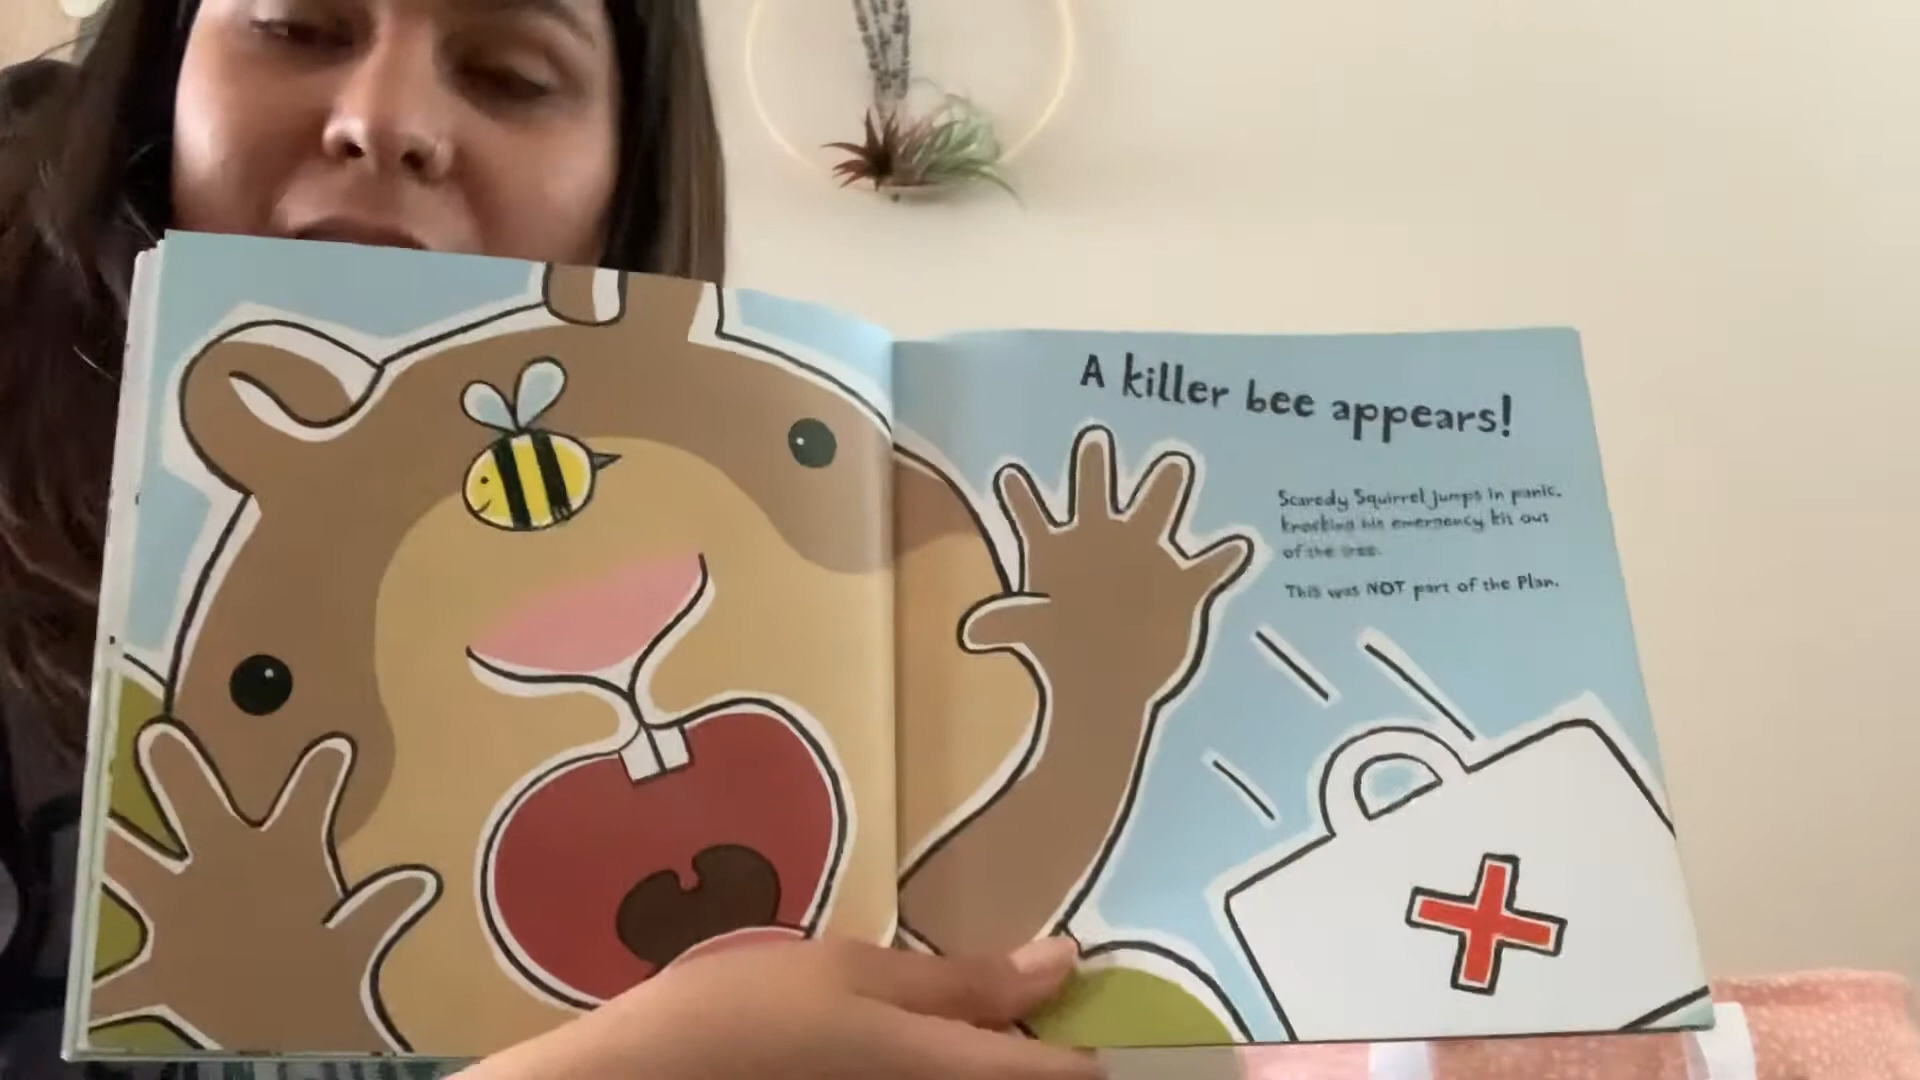 A killer bee appears!
Scaredy Squirrel jumps in panic,
knocking his emergency kit out
of the tree.
This was NOT part of the Plan.